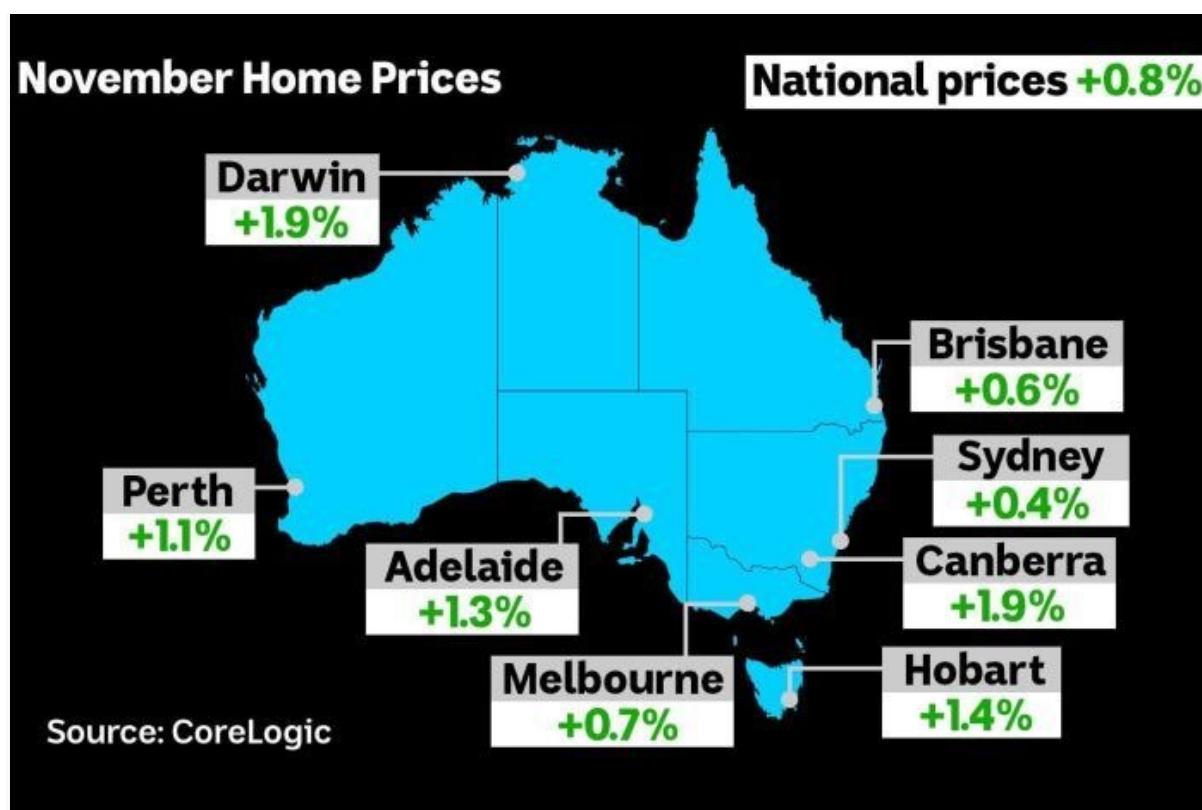 November Home Prices
National prices +0.8%
Darwin
+1.9%
Brisbane
+0.6%
Sydney
+0.4%
Perth
+1.1%
Adelaide
+1.3%
Canberra
+1.9%
Melbourne
+0.7%
Hobart
+1.4%
Source: CoreLogic